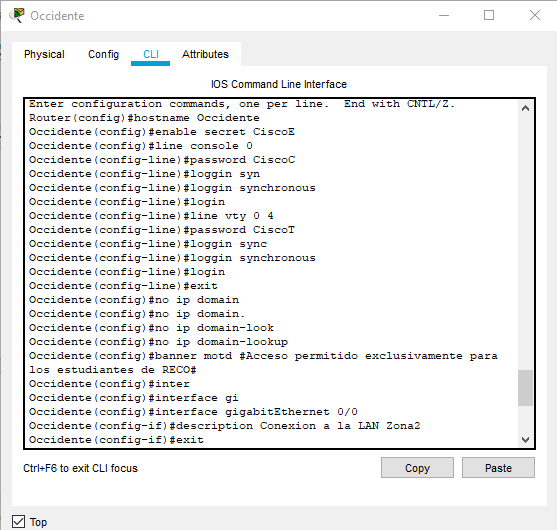 Occidente
Physical Config CLI Attributes
IOS Command Line Interface
Enter configuration commands, one per line.  End with CNTL/Z.
Router(config)#hostname Occidente
Occidente(config)#enable secret CiscoE
Occidente(config)#line console 0
Occidente(config-line)#password CiscoC
Occidente(config-line)#loggin syn
Occidente(config-line)#loggin synchronous
Occidente(config-line)#login
Occidente(config-line)#line vty 0 4
Occidente(config-line)#password CiscoT
Occidente(config-line)#loggin sync
Occidente(config-line)#loggin synchronous
Occidente(config-line)#login
Occidente(config-line)#exit
Occidente(config)#no ip domain
Occidente(config)#no ip domain.
Occidente(config)#no ip domain-look
Occidente(config)#no ip domain-lookup
Occidente(config)#banner motd #Acceso permitido exclusivamente para
los estudiantes de RECO#
Occidente(config)#inter
Occidente(config)#interface gi
Occidente(config)#interface gigabitEthernet 0/0
Occidente(config-if)#description Conexion a la LAN Zona2
Occidente(config-if)#exit
Ctrl+F6 to exit CLI focus
Copy
Paste
Top